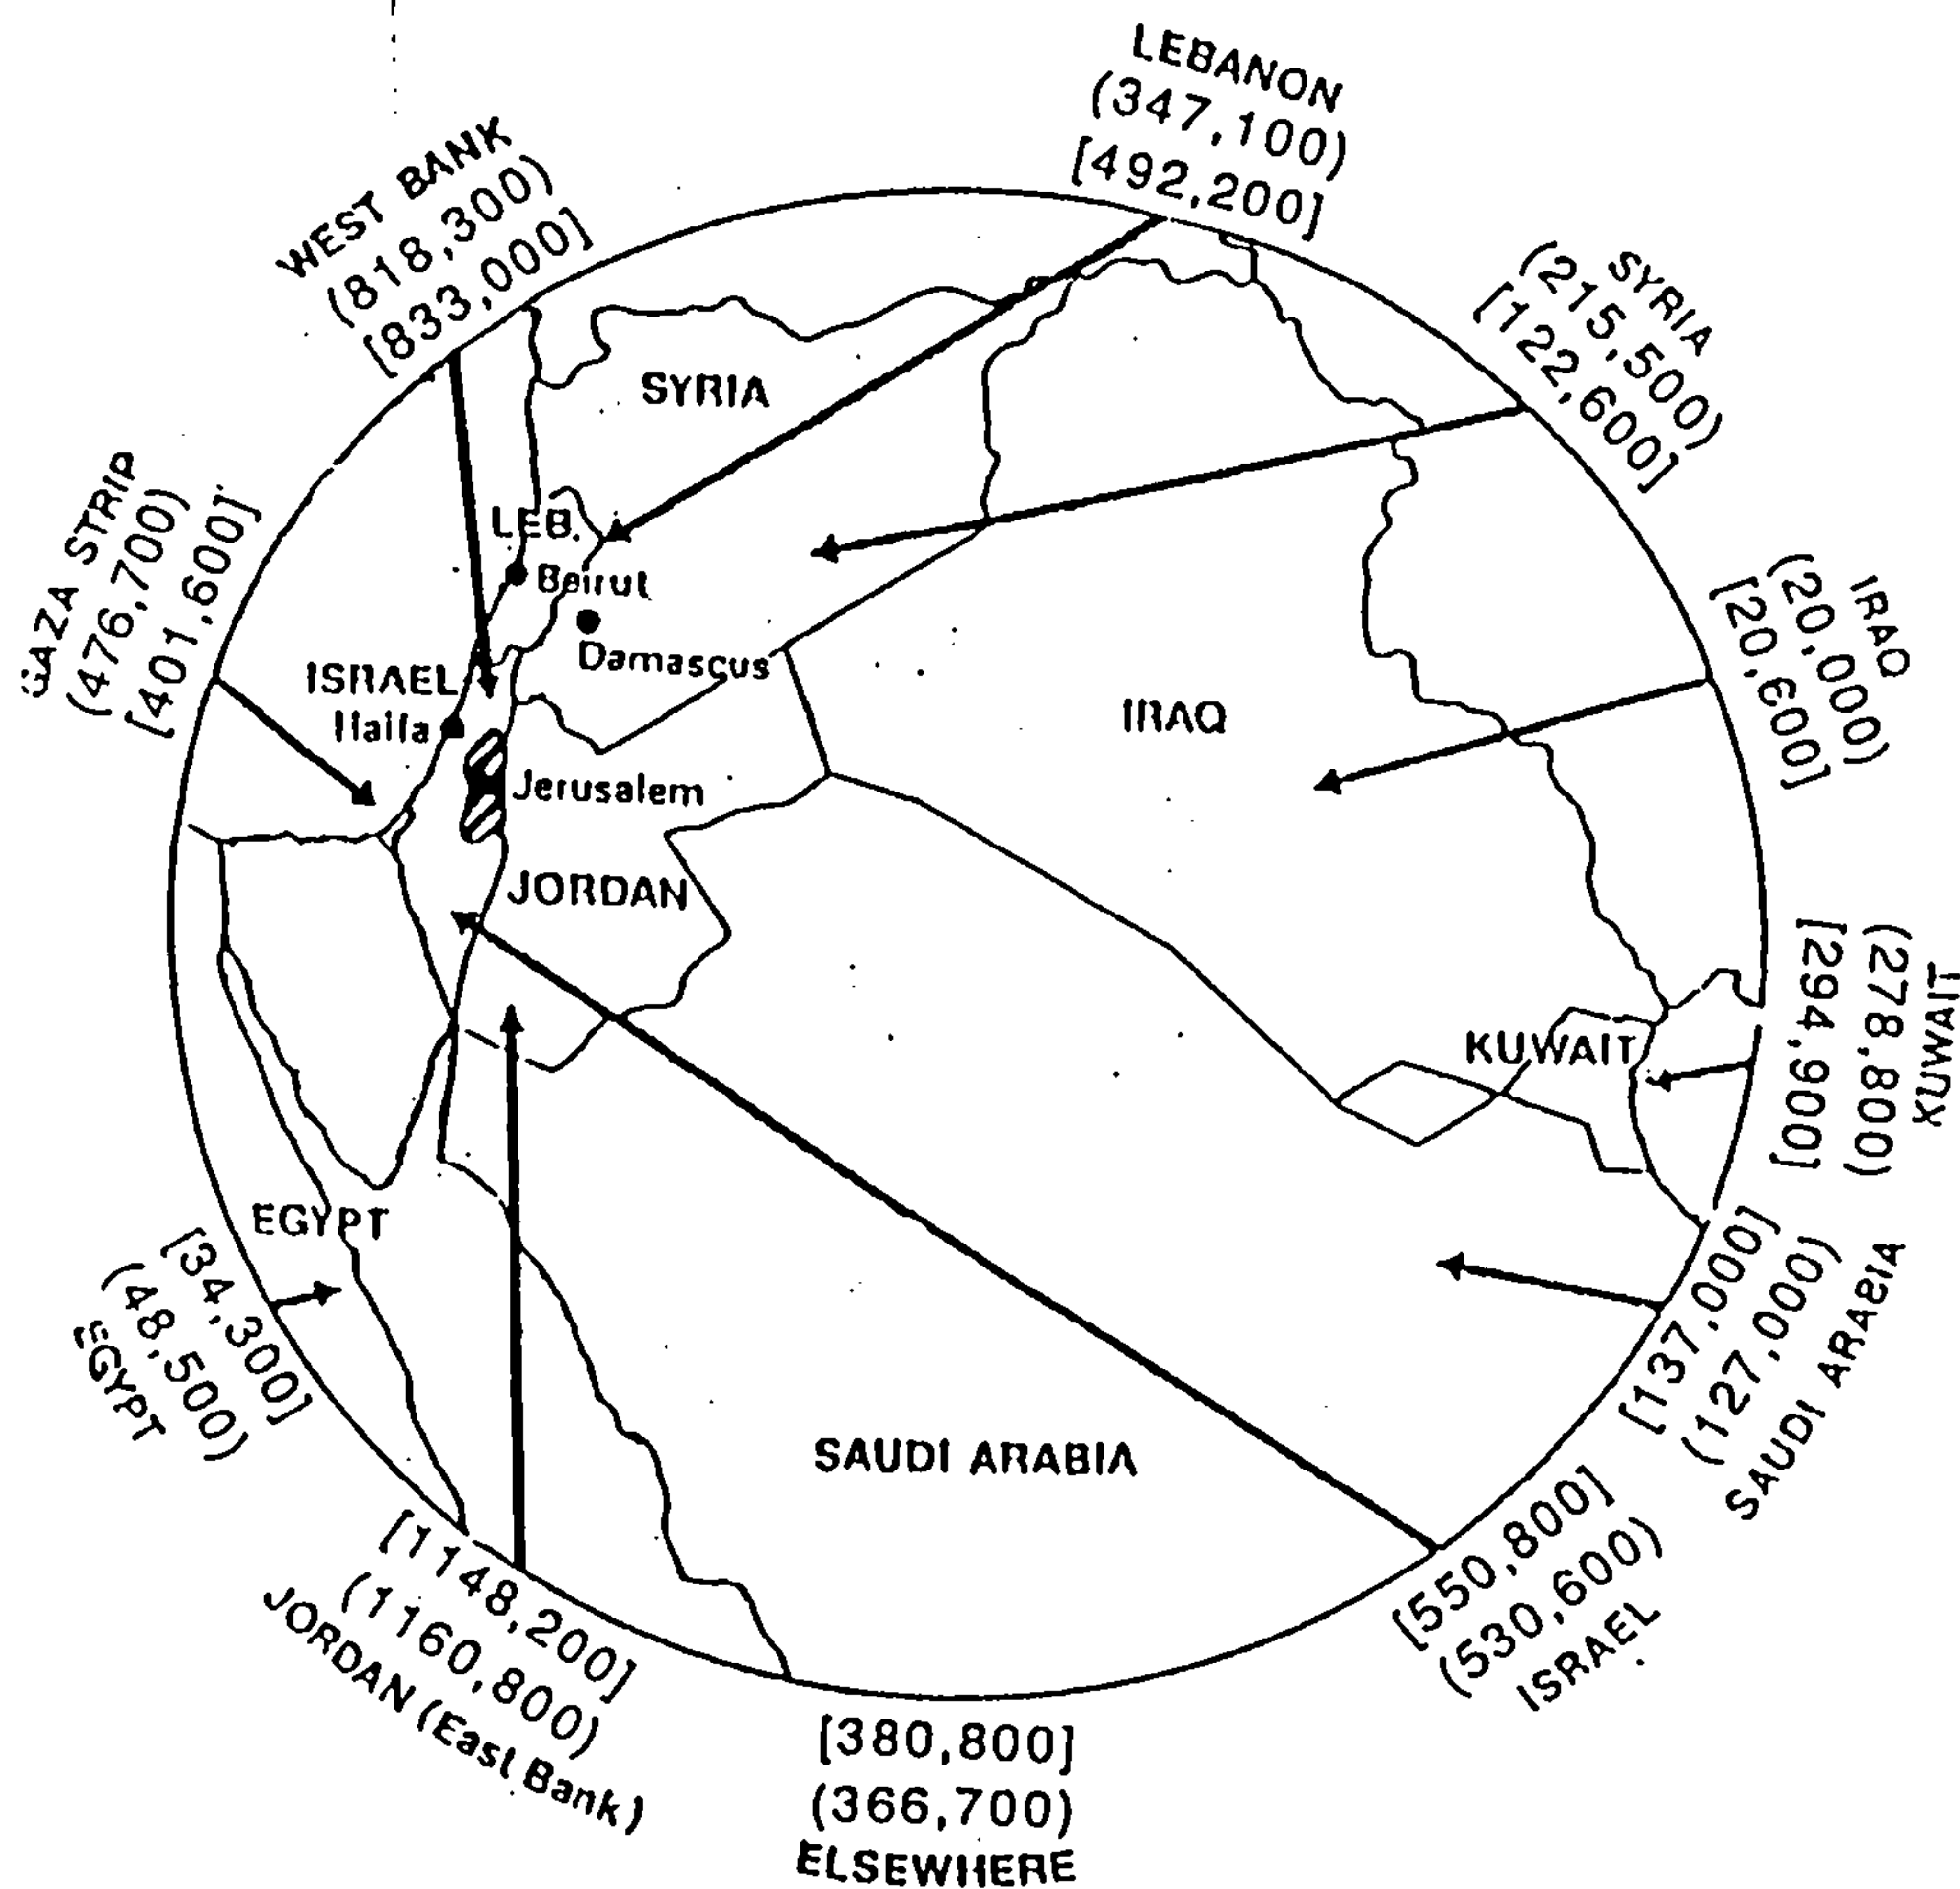 LEBANON
(347,100)
[492,200]
SYRIA
(215,500)
[122,600]
IRAQ
(20,000)
[20,600]
KUWAIT
(278,800)
[294,900]
[137,000]
(127,000)
SAUDI ARABIA
[550,800]
(530,600)
ISRAEL
[380,800]
(366,700)
ELSEWHERE
[1148,200]
(1160,800)
JORDAN (East Bank)
[34,300]
(48,500)
EGYPT
GAZA STRIP
(476,700)
[401,600]
WEST BANK
(818,300)
[833,000]
SYRIA
LEB.
Beirut
Damascus
ISRAEL
Haifa
Jerusalem
IRAQ
JORDAN
KUWAIT
EGYPT
SAUDI ARABIA